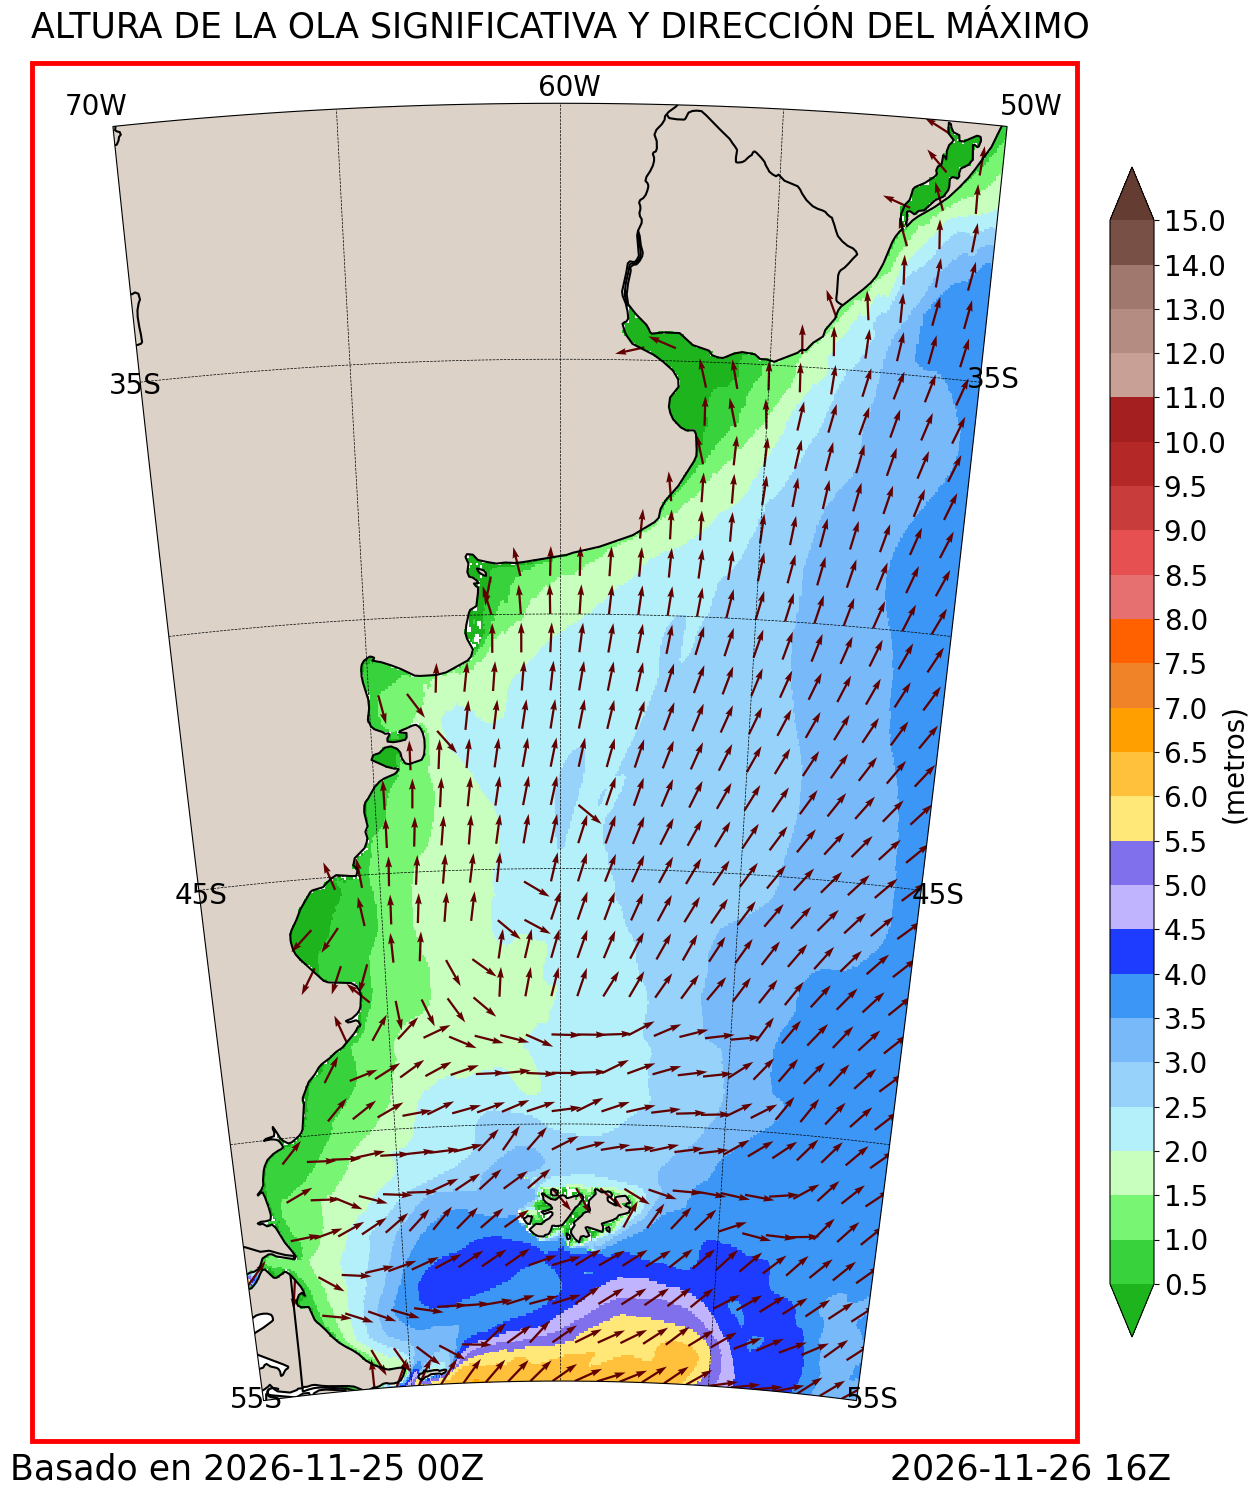 ALTURA DE LA OLA SIGNIFICATIVA Y DIRECCIÓN DEL MÁXIMO
70W
60W
50W
35S
35S
45S
45S
55S
55S
15.0
14.0
13.0
12.0
11.0
10.0
9.5
9.0
8.5
8.0
7.5
7.0
6.5
6.0
5.5
5.0
4.5
4.0
3.5
3.0
2.5
2.0
1.5
1.0
0.5
(metros)
Basado en 2026-11-25 00Z
2026-11-26 16Z